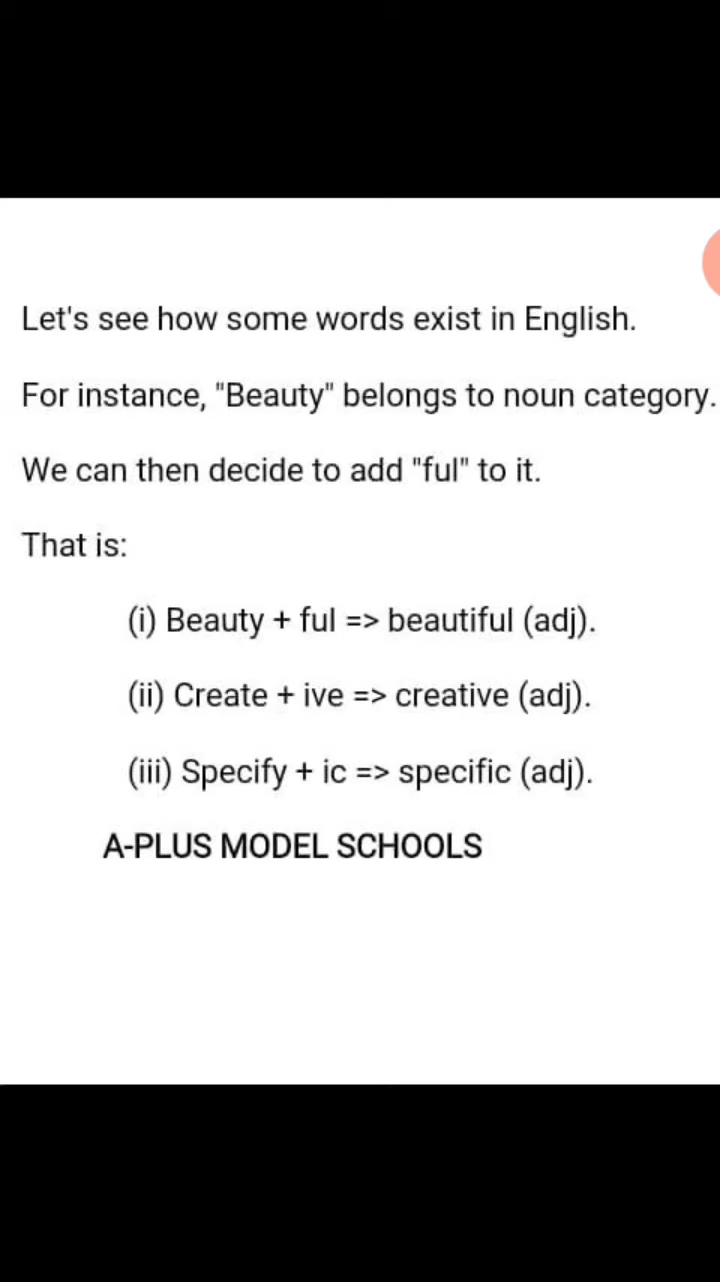 Let's see how some words exist in English.
For instance, "Beauty" belongs to noun category.
We can then decide to add "ful" to it.
That is:
(i) Beauty + ful => beautiful (adj).
(ii) Create + ive => creative (adj).
(iii) Specify + ic => specific (adj).
A-PLUS MODEL SCHOOLS